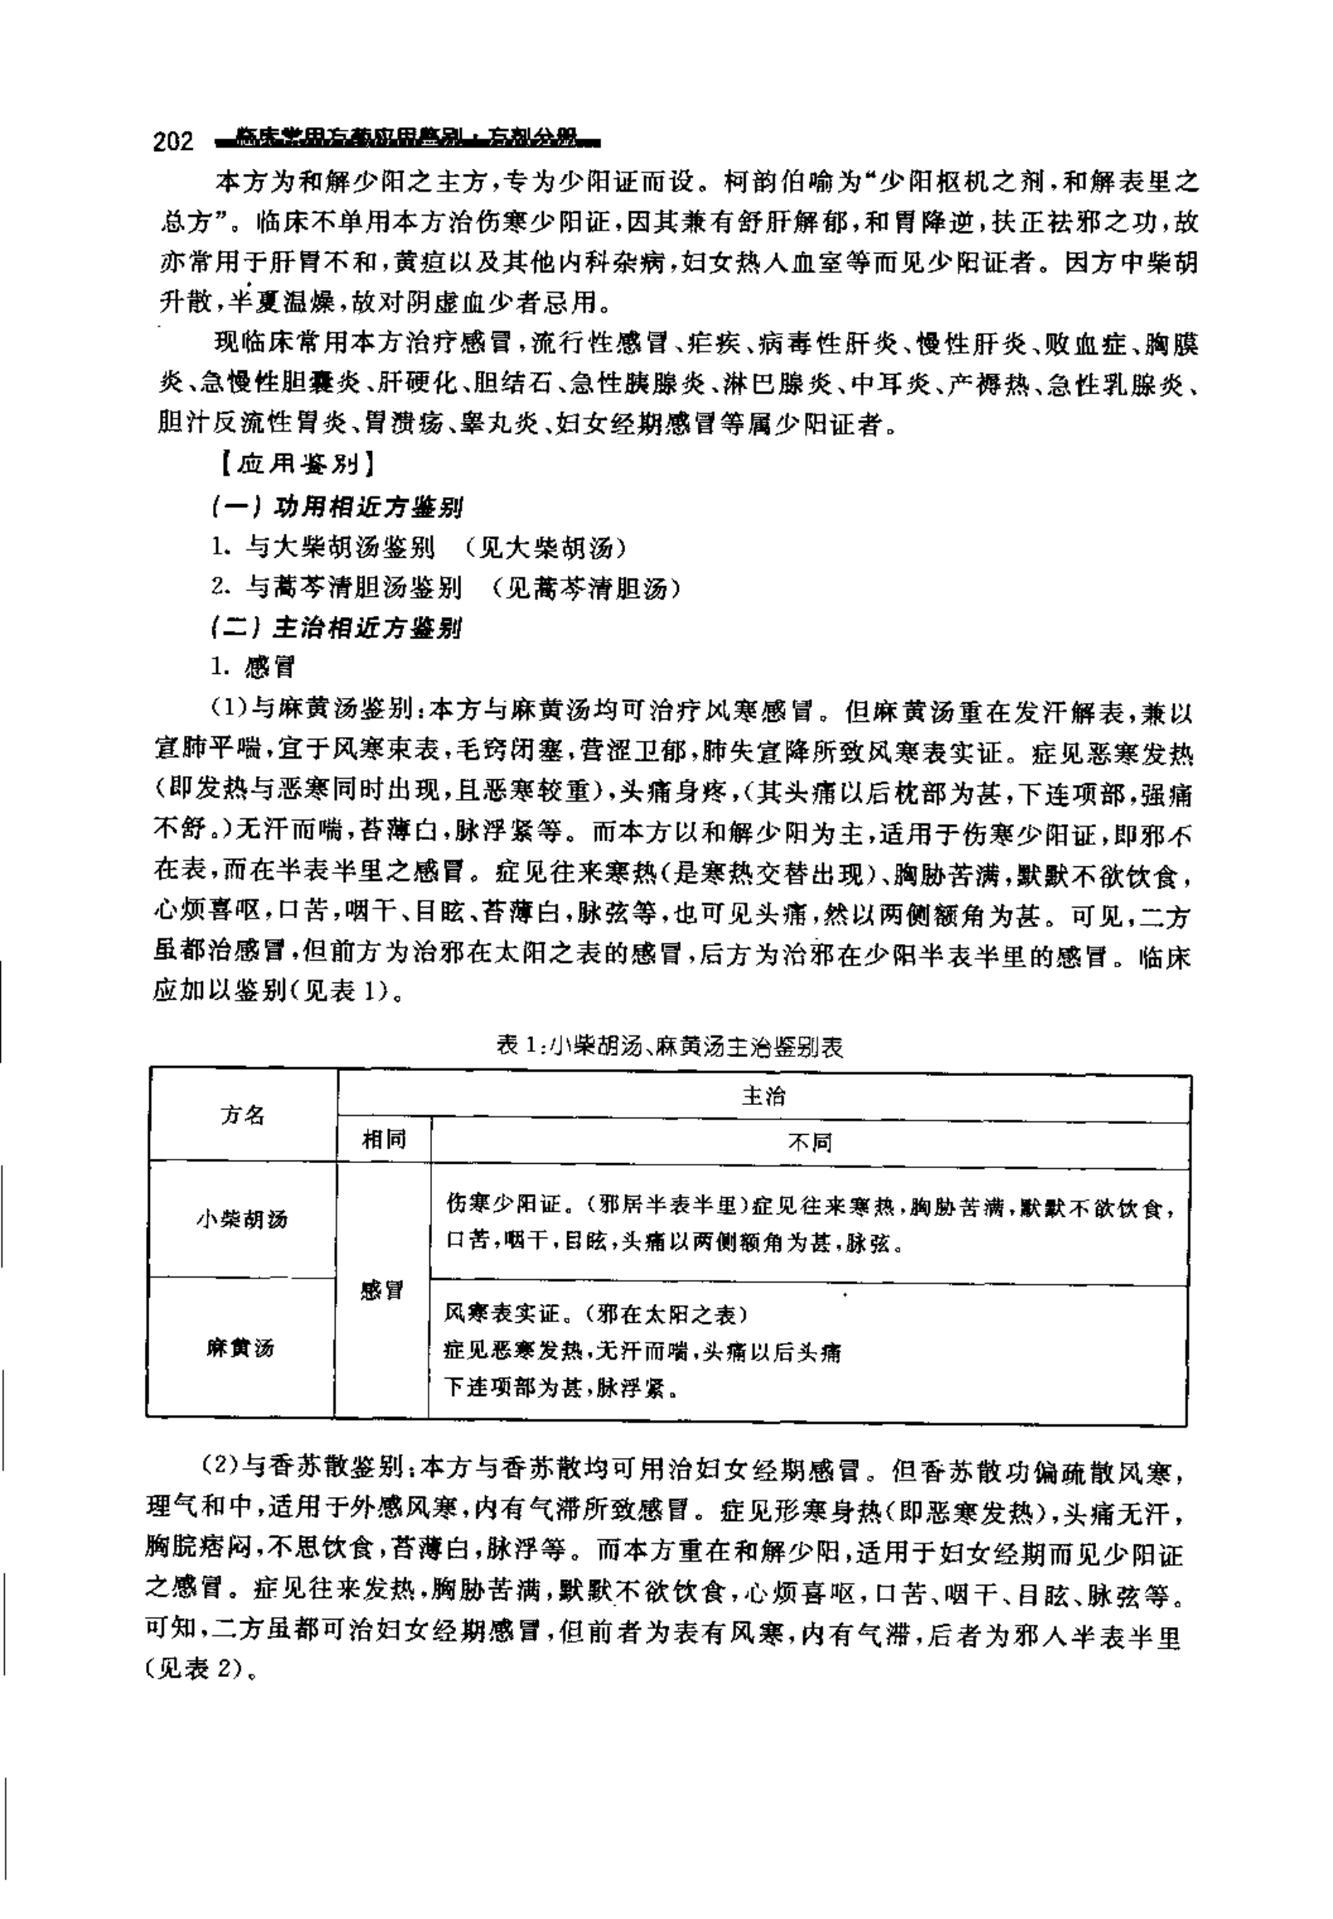 202 临床常用方药应用鉴别·方剂分册
本方为和解少阳之主方,专为少阳证而设。柯韵伯喻为“少阳枢机之剂,和解表里之
总方”。临床不单用本方治伤寒少阳证,因其兼有舒肝解郁,和胃降逆,扶正祛邪之功,故
亦常用于肝胃不和,黄疸以及其他内科杂病,妇女热人血室等而见少阳证者。因方中柴胡
升散,半夏温燥,故对阴虚血少者忌用。
现临床常用本方治疗感冒,流行性感冒、疟疾、病毒性肝炎、慢性肝炎、败血症、胸膜
炎、急慢性胆囊炎、肝硬化、胆结石、急性胰腺炎、淋巴腺炎、中耳炎、产褥热、急性乳腺炎、
胆汁反流性胃炎、胃溃疡、睾丸炎、妇女经期感冒等属少阳证者。
【应用鉴别】
(一)功用相近方鉴别
1. 与大柴胡汤鉴别 (见大柴胡汤)
2. 与蒿芩清胆汤鉴别 (见蒿芩清胆汤)
(二)主治相近方鉴别
1. 感冒
(1)与麻黄汤鉴别:本方与麻黄汤均可治疗风寒感冒。但麻黄汤重在发汗解表,兼以
宣肺平喘,宜于风寒束表,毛窍闭塞,营涩卫郁,肺失宣降所致风寒表实证。症见恶寒发热
(即发热与恶寒同时出现,且恶寒较重),头痛身疼,(其头痛以后枕部为甚,下连项部,强痛
不舒。)无汗而喘,苔薄白,脉浮紧等。而本方以和解少阳为主,适用于伤寒少阳证,即邪不
在表,而在半表半里之感冒。症见往来寒热(是寒热交替出现)、胸胁苦满,默默不欲饮食,
心烦喜呕,口苦,咽干、目眩、苔薄白,脉弦等,也可见头痛,然以两侧额角为甚。可见,二方
虽都治感冒,但前方为治邪在太阳之表的感冒,后方为治邪在少阳半表半里的感冒。临床
应加以鉴别(见表 1)。
表 1:小柴胡汤、麻黄汤主治鉴别表
方名
主治
相同
不同
小柴胡汤
感冒
伤寒少阳证。(邪居半表半里)症见往来寒热,胸胁苦满,默默不欲饮食,
口苦,咽干,目眩,头痛以两侧额角为甚,脉弦。
麻黄汤
风寒表实证。(邪在太阳之表)
症见恶寒发热,无汗而喘,头痛以后头痛
下连项部为甚,脉浮紧。
(2)与香苏散鉴别:本方与香苏散均可用治妇女经期感冒。但香苏散功偏疏散风寒,
理气和中,适用于外感风寒,内有气滞所致感冒。症见形寒身热(即恶寒发热),头痛无汗,
胸脘痞闷,不思饮食,苔薄白,脉浮等。而本方重在和解少阳,适用于妇女经期而见少阳证
之感冒。症见往来发热,胸胁苦满,默默不欲饮食,心烦喜呕,口苦、咽干、目眩、脉弦等。
可知,二方虽都可治妇女经期感冒,但前者为表有风寒,内有气滞,后者为邪人半表半里
(见表 2)。